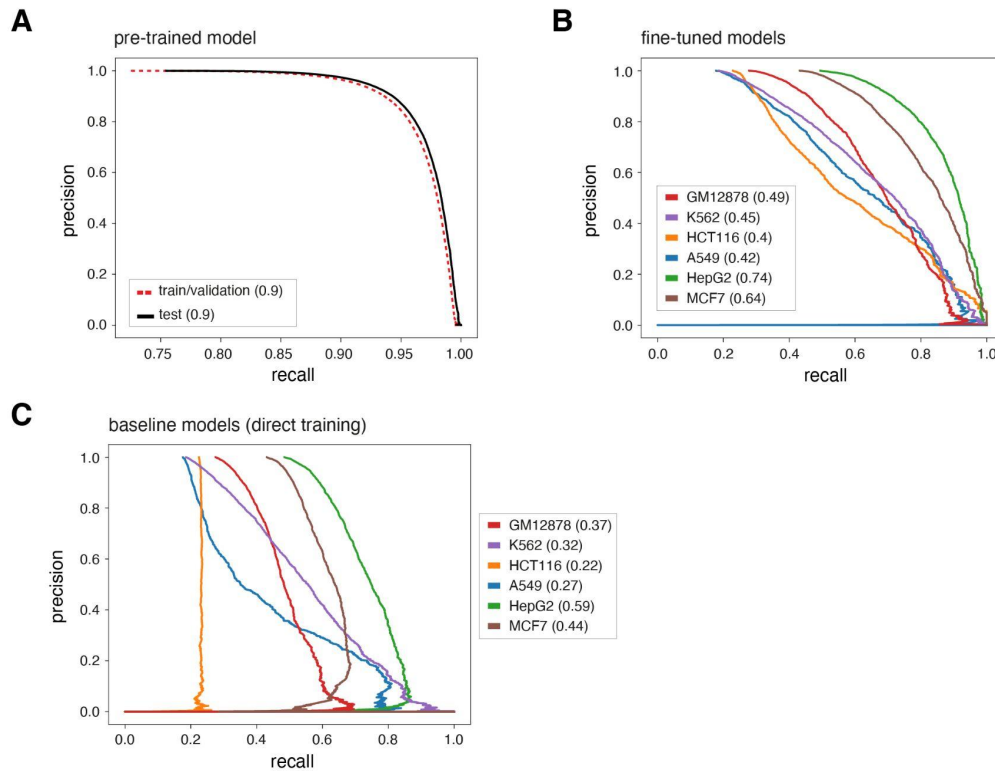 A
pre-trained model
1.0
0.8
0.6
0.4
0.2
0.0
precision
train/validation (0.9)
test (0.9)
0.75
0.80
0.85
0.90
0.95
1.00
recall
B
fine-tuned models
1.0
0.8
0.6
0.4
0.2
0.0
precision
GM12878 (0.49)
K562 (0.45)
HCT116 (0.4)
A549 (0.42)
HepG2 (0.74)
MCF7 (0.64)
0.0
0.2
0.4
0.6
0.8
1.0
recall
C
baseline models (direct training)
1.0
0.8
0.6
0.4
0.2
0.0
precision
0.0
0.2
0.4
0.6
0.8
1.0
recall
GM12878 (0.37)
K562 (0.32)
HCT116 (0.22)
A549 (0.27)
HepG2 (0.59)
MCF7 (0.44)